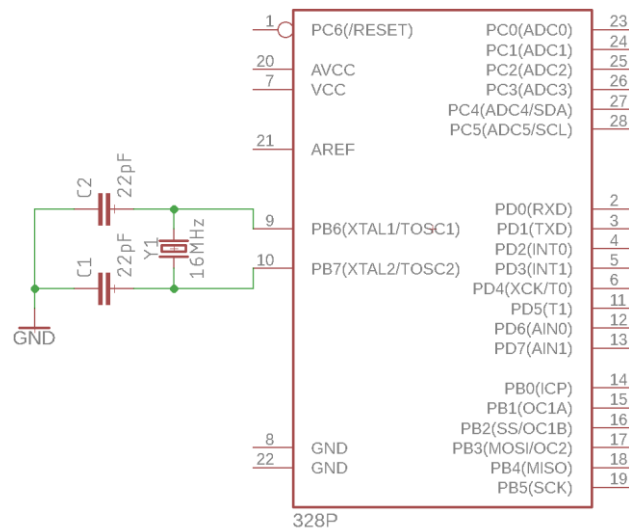 1 PC6(/RESET) PC0(ADC0) 23
PC1(ADC1) 24
20 AVCC PC2(ADC2) 25
7 VCC PC3(ADC3) 26
PC4(ADC4/SDA) 27
PC5(ADC5/SCL) 28
21 AREF
C2 22pF
PD0(RXD) 2
9 PB6(XTAL1/TOSC1) PD1(TXD) 3
Y1 16MHz
PD2(INT0) 4
C1 22pF
10 PB7(XTAL2/TOSC2) PD3(INT1) 5
PD4(XCK/T0) 6
PD5(T1) 11
GND
PD6(AIN0) 12
PD7(AIN1) 13
PB0(ICP) 14
PB1(OC1A) 15
PB2(SS/OC1B) 16
8 GND PB3(MOSI/OC2) 17
22 GND PB4(MISO) 18
PB5(SCK) 19
328P